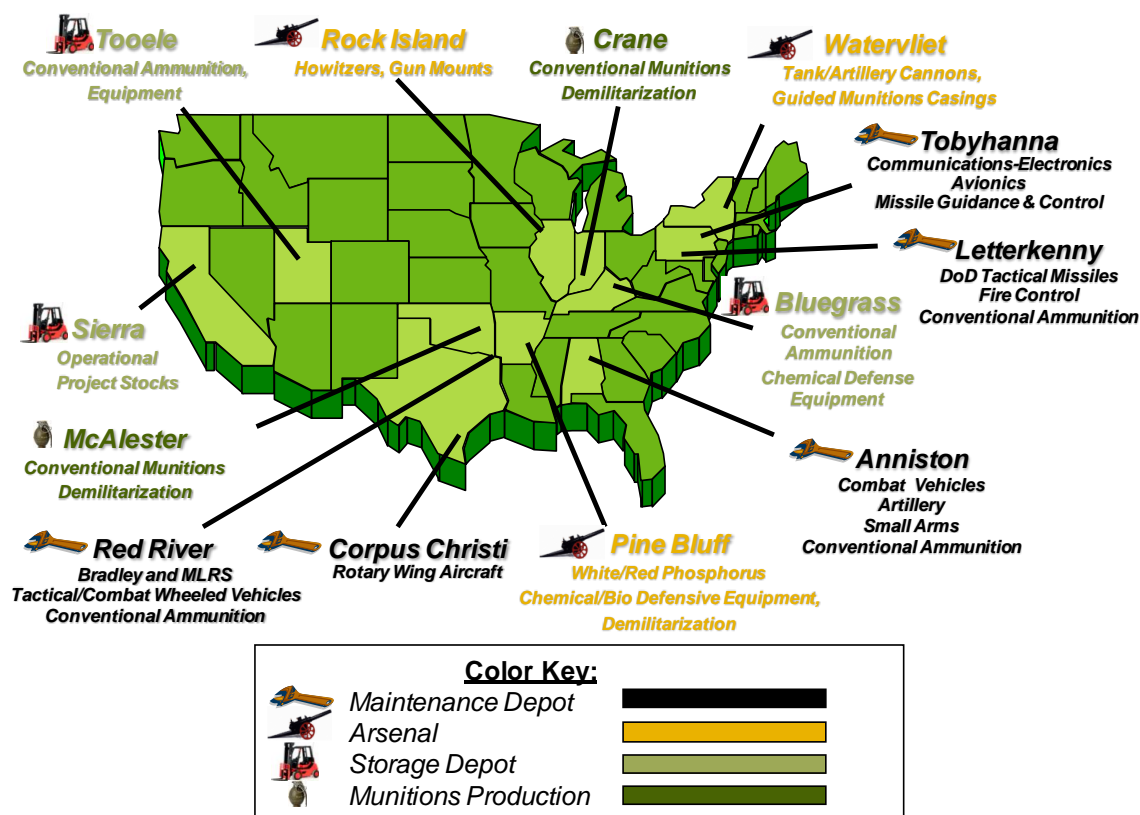 Tooele
Conventional Ammunition,
Equipment
Rock Island
Howitzers, Gun Mounts
Crane
Conventional Munitions
Demilitarization
Watervliet
Tank/Artillery Cannons,
Guided Munitions Casings
Tobyhanna
Communications-Electronics
Avionics
Missile Guidance & Control
Letterkenny
DoD Tactical Missiles
Fire Control
Conventional Ammunition
Bluegrass
Conventional
Ammunition
Chemical Defense
Equipment
Sierra
Operational
Project Stocks
McAlester
Conventional Munitions
Demilitarization
Anniston
Combat Vehicles
Artillery
Small Arms
Conventional Ammunition
Red River
Bradley and MLRS
Tactical/Combat Wheeled Vehicles
Conventional Ammunition
Corpus Christi
Rotary Wing Aircraft
Pine Bluff
White/Red Phosphorus
Chemical/Bio Defensive Equipment,
Demilitarization
Color Key:
Maintenance Depot
Arsenal
Storage Depot
Munitions Production